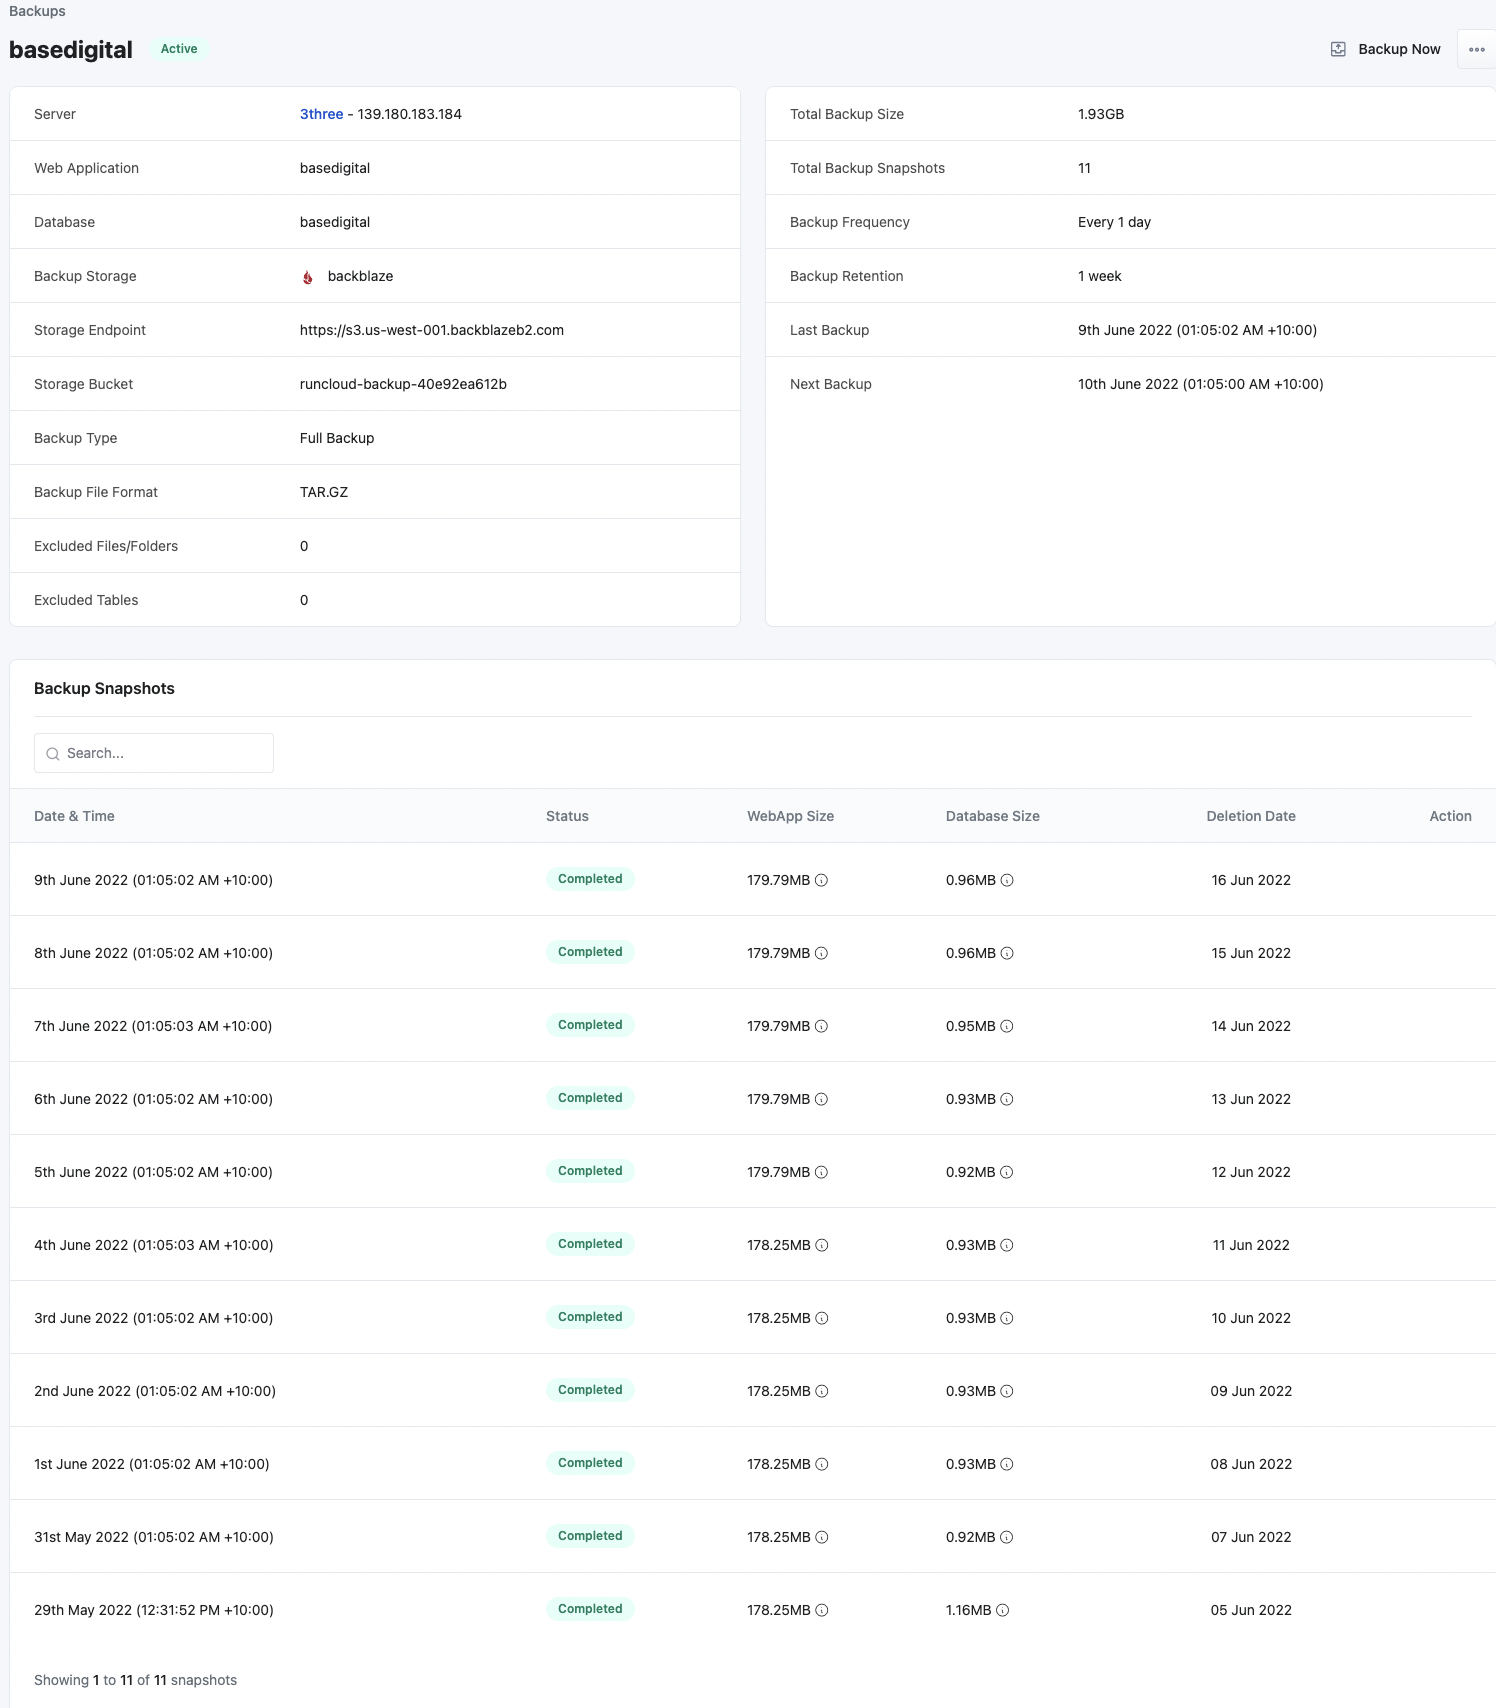 Backups
basedigital Active Backup Now
Server 3three - 139.180.183.184
Web Application basedigital
Database basedigital
Backup Storage backblaze
Storage Endpoint https://s3.us-west-001.backblazeb2.com
Storage Bucket runcloud-backup-40e92ea612b
Backup Type Full Backup
Backup File Format TAR.GZ
Excluded Files/Folders 0
Excluded Tables 0
Total Backup Size 1.93GB
Total Backup Snapshots 11
Backup Frequency Every 1 day
Backup Retention 1 week
Last Backup 9th June 2022 (01:05:02 AM +10:00)
Next Backup 10th June 2022 (01:05:00 AM +10:00)
Backup Snapshots
Search...
Date & Time Status WebApp Size Database Size Deletion Date Action
9th June 2022 (01:05:02 AM +10:00) Completed 179.79MB 0.96MB 16 Jun 2022
8th June 2022 (01:05:02 AM +10:00) Completed 179.79MB 0.96MB 15 Jun 2022
7th June 2022 (01:05:03 AM +10:00) Completed 179.79MB 0.95MB 14 Jun 2022
6th June 2022 (01:05:02 AM +10:00) Completed 179.79MB 0.93MB 13 Jun 2022
5th June 2022 (01:05:02 AM +10:00) Completed 179.79MB 0.92MB 12 Jun 2022
4th June 2022 (01:05:03 AM +10:00) Completed 178.25MB 0.93MB 11 Jun 2022
3rd June 2022 (01:05:02 AM +10:00) Completed 178.25MB 0.93MB 10 Jun 2022
2nd June 2022 (01:05:02 AM +10:00) Completed 178.25MB 0.93MB 09 Jun 2022
1st June 2022 (01:05:02 AM +10:00) Completed 178.25MB 0.93MB 08 Jun 2022
31st May 2022 (01:05:02 AM +10:00) Completed 178.25MB 0.92MB 07 Jun 2022
29th May 2022 (12:31:52 PM +10:00) Completed 178.25MB 1.16MB 05 Jun 2022
Showing 1 to 11 of 11 snapshots